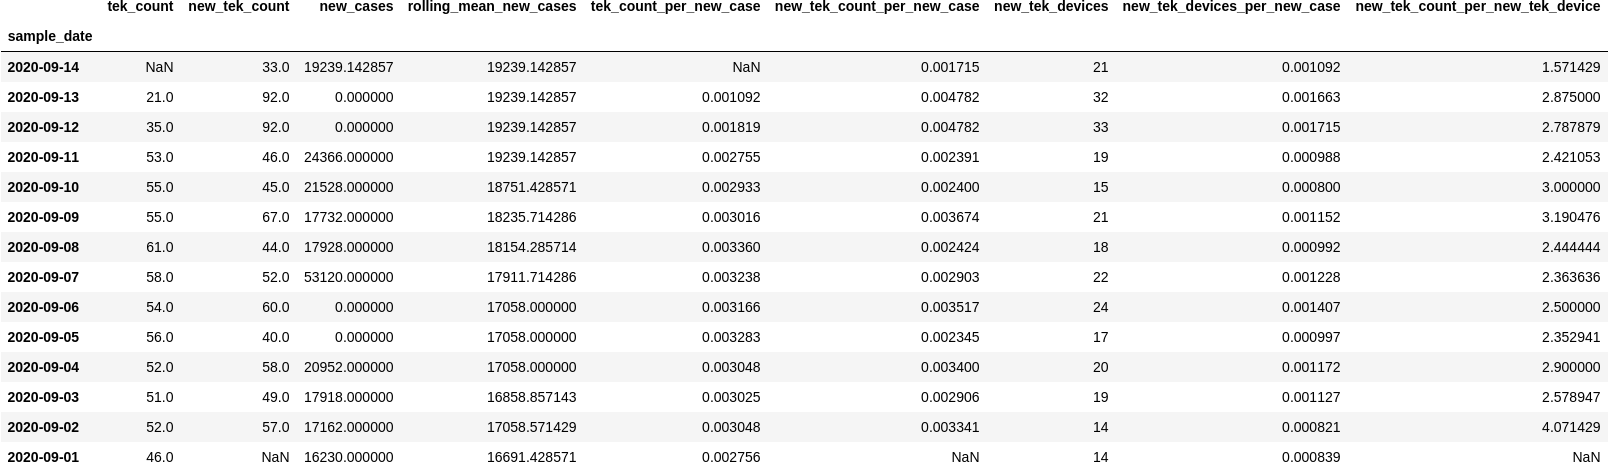 tek_count new_tek_count new_cases rolling_mean_new_cases tek_count_per_new_case new_tek_count_per_new_case new_tek_devices new_tek_devices_per_new_case new_tek_count_per_new_tek_device
sample_date
2020-09-14 NaN 33.0 19239.142857 19239.142857 NaN 0.001715 21 0.001092 1.571429
2020-09-13 21.0 92.0 0.000000 19239.142857 0.001092 0.004782 32 0.001663 2.875000
2020-09-12 35.0 92.0 0.000000 19239.142857 0.001819 0.004782 33 0.001715 2.787879
2020-09-11 53.0 46.0 24366.000000 19239.142857 0.002755 0.002391 19 0.000988 2.421053
2020-09-10 55.0 45.0 21528.000000 18751.428571 0.002933 0.002400 15 0.000800 3.000000
2020-09-09 55.0 67.0 17732.000000 18235.714286 0.003016 0.003674 21 0.001152 3.190476
2020-09-08 61.0 44.0 17928.000000 18154.285714 0.003360 0.002424 18 0.000992 2.444444
2020-09-07 58.0 52.0 53120.000000 17911.714286 0.003238 0.002903 22 0.001228 2.363636
2020-09-06 54.0 60.0 0.000000 17058.000000 0.003166 0.003517 24 0.001407 2.500000
2020-09-05 56.0 40.0 0.000000 17058.000000 0.003283 0.002345 17 0.000997 2.352941
2020-09-04 52.0 58.0 20952.000000 17058.000000 0.003048 0.003400 20 0.001172 2.900000
2020-09-03 51.0 49.0 17918.000000 16858.857143 0.003025 0.002906 19 0.001127 2.578947
2020-09-02 52.0 57.0 17162.000000 17058.571429 0.003048 0.003341 14 0.000821 4.071429
2020-09-01 46.0 NaN 16230.000000 16691.428571 0.002756 NaN 14 0.000839 NaN